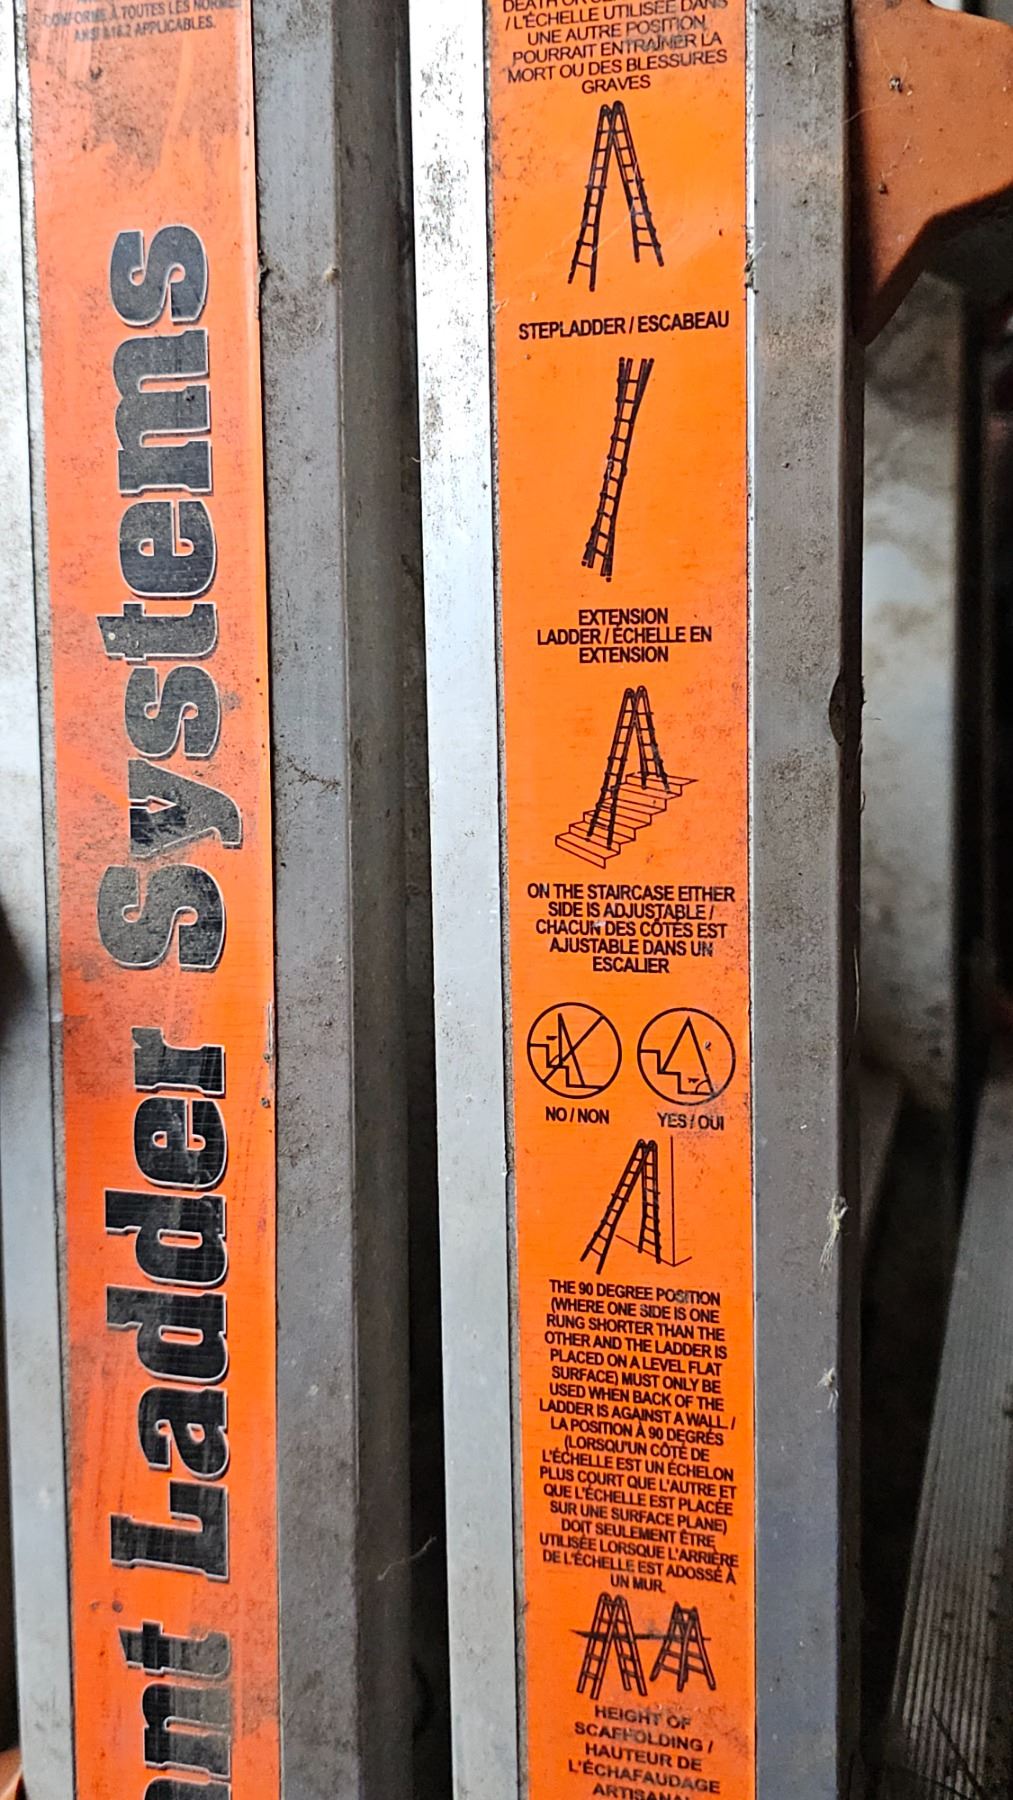 CONFORME À TOUTES LES NORMES
ANSI A14.2 APPLICABLES.
Ladder Systems
/ L'ÉCHELLE UTILISÉE DANS
UNE AUTRE POSITION
POURRAIT ENTRAÎNER LA
MORT OU DES BLESSURES
GRAVES
STEPLADDER / ESCABEAU
EXTENSION
LADDER / ÉCHELLE EN
EXTENSION
ON THE STAIRCASE EITHER
SIDE IS ADJUSTABLE /
CHACUN DES CÔTÉS EST
AJUSTABLE DANS UN
ESCALIER
NO / NON
YES / OUI
THE 90 DEGREE POSITION
(WHERE ONE SIDE IS ONE
RUNG SHORTER THAN THE
OTHER AND THE LADDER IS
PLACED ON A LEVEL FLAT
SURFACE) MUST ONLY BE
USED WHEN BACK OF THE
LADDER IS AGAINST A WALL. /
LA POSITION À 90 DEGRÉS
(LORSQU'UN CÔTÉ DE
L'ÉCHELLE EST UN ÉCHELON
PLUS COURT QUE L'AUTRE ET
QUE L'ÉCHELLE EST PLACÉE
SUR UNE SURFACE PLANE)
DOIT SEULEMENT ÊTRE
UTILISÉE LORSQUE L'ARRIÈRE
DE L'ÉCHELLE EST ADOSSÉ À
UN MUR.
HEIGHT OF
SCAFFOLDING /
HAUTEUR DE
L'ÉCHAFAUDAGE